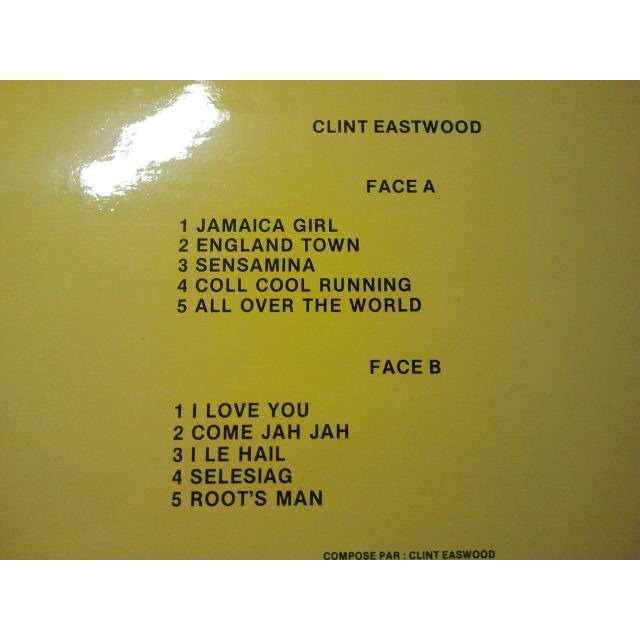 CLINT EASTWOOD
FACE A
1 JAMAICA GIRL
2 ENGLAND TOWN
3 SENSAMINA
4 COLL COOL RUNNING
5 ALL OVER THE WORLD
FACE B
1 I LOVE YOU
2 COME JAH JAH
3 I LE HAIL
4 SELESIAG
5 ROOT'S MAN
COMPOSE PAR : CLINT EASWOOD